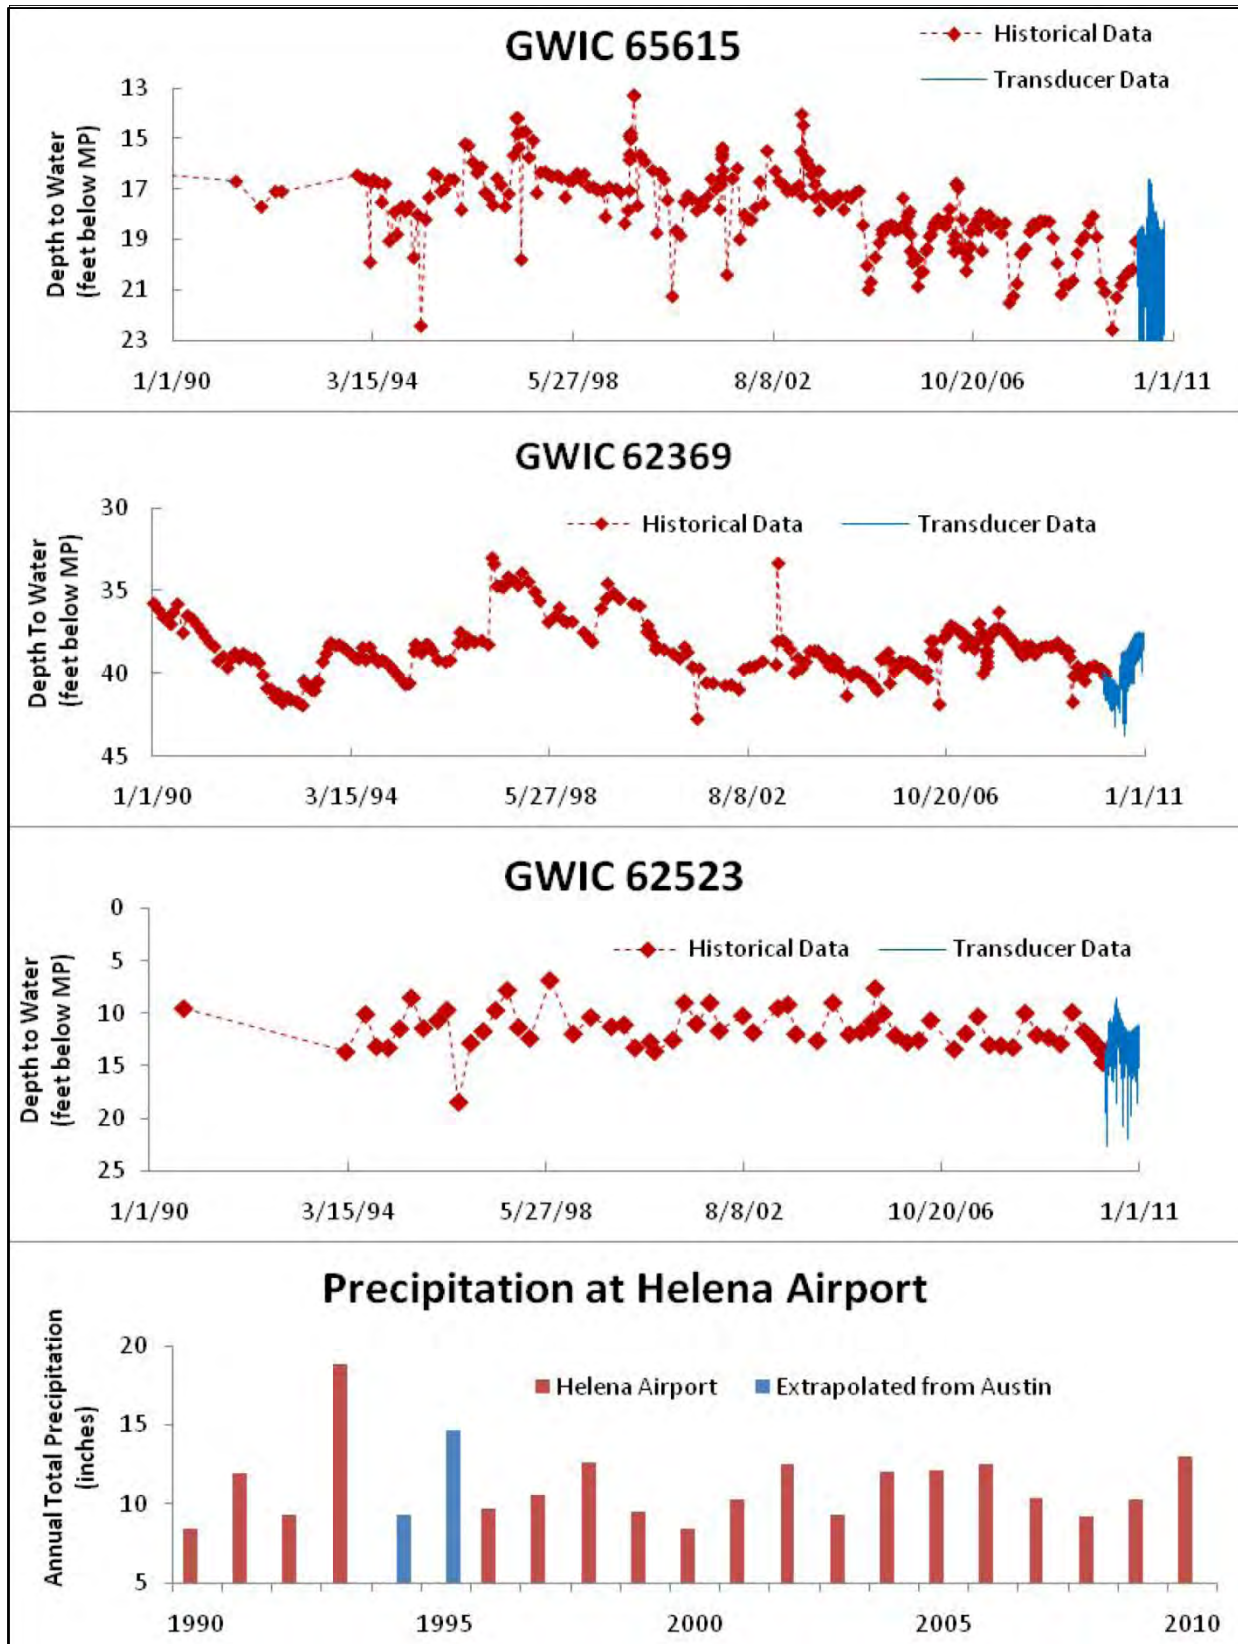 GWIC 65615
Historical Data
Transducer Data
Depth to Water
(feet below MP)
13
15
17
19
21
23
1/1/90
3/15/94
5/27/98
8/8/02
10/20/06
1/1/11
GWIC 62369
Historical Data
Transducer Data
Depth To Water
(feet below MP)
30
35
40
45
1/1/90
3/15/94
5/27/98
8/8/02
10/20/06
1/1/11
GWIC 62523
Historical Data
Transducer Data
Depth to Water
(feet below MP)
0
5
10
15
20
25
1/1/90
3/15/94
5/27/98
8/8/02
10/20/06
1/1/11
Precipitation at Helena Airport
Helena Airport
Extrapolated from Austin
Annual Total Precipitation
(inches)
20
15
10
5
1990
1995
2000
2005
2010